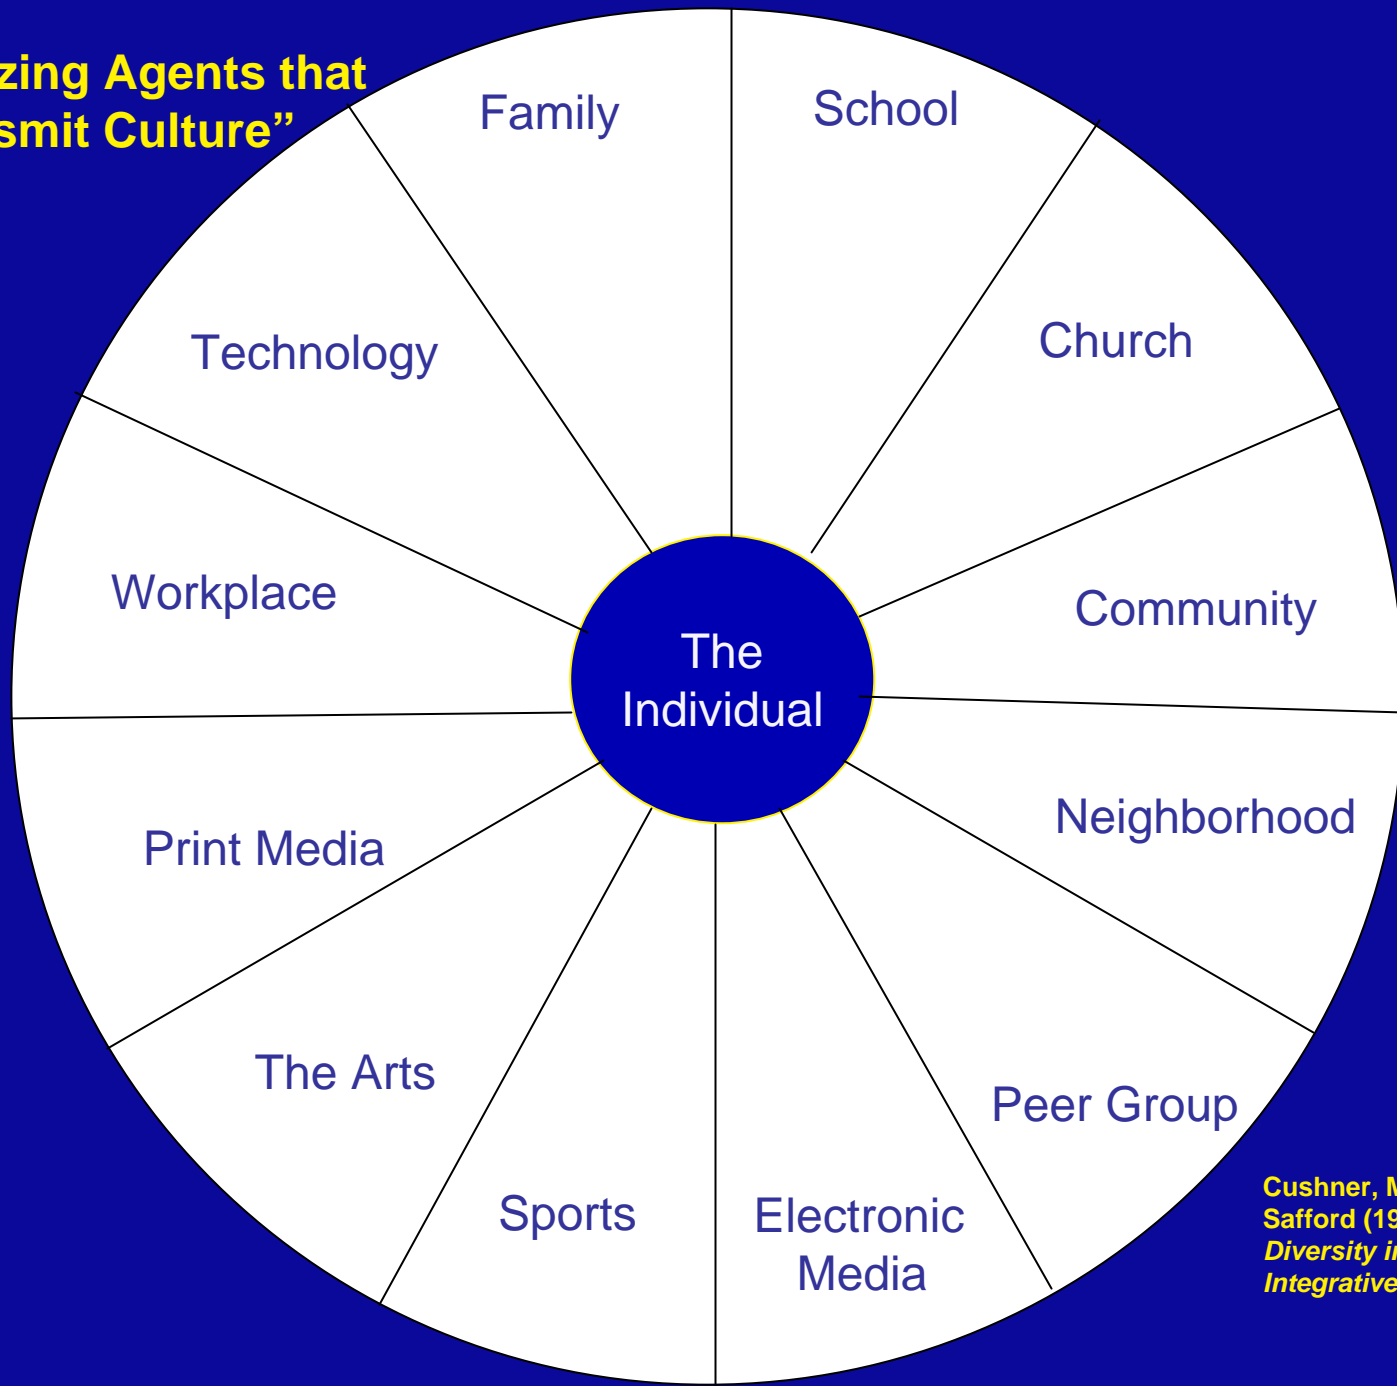 zing Agents that
smit Culture”
Family
School
Church
Technology
Workplace
Community
The
Individual
Neighborhood
Print Media
The Arts
Peer Group
Sports
Electronic
Media
Cushner, M
Safford (19
Diversity in
Integrative